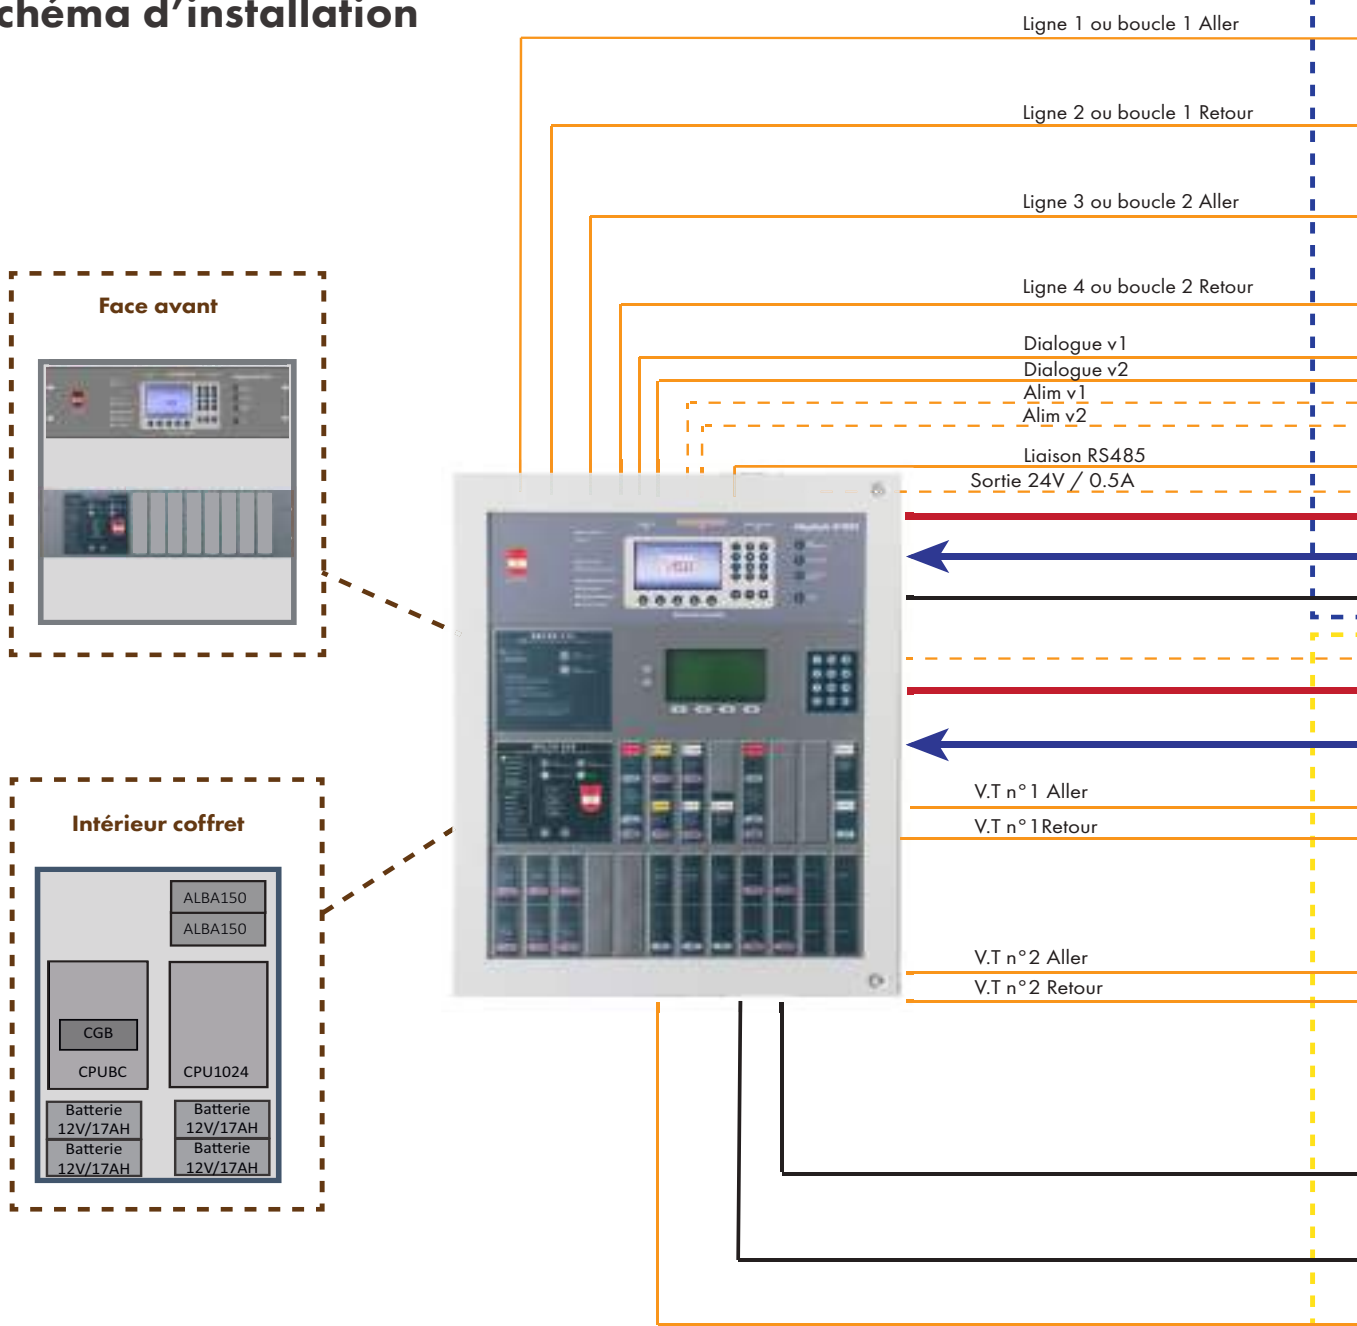 chéma d’installation
Ligne 1 ou boucle 1 Aller
Ligne 2 ou boucle 1 Retour
Ligne 3 ou boucle 2 Aller
Ligne 4 ou boucle 2 Retour
Dialogue v1
Dialogue v2
Alim v1
Alim v2
Liaison RS485
Sortie 24V / 0.5A
Face avant
V.T n°1 Aller
V.T n°1Retour
V.T n°2 Aller
V.T n°2 Retour
Intérieur coffret
ALBA150
ALBA150
CGB
CPUBC
CPU1024
Batterie
12V/17AH
Batterie
12V/17AH
Batterie
12V/17AH
Batterie
12V/17AH